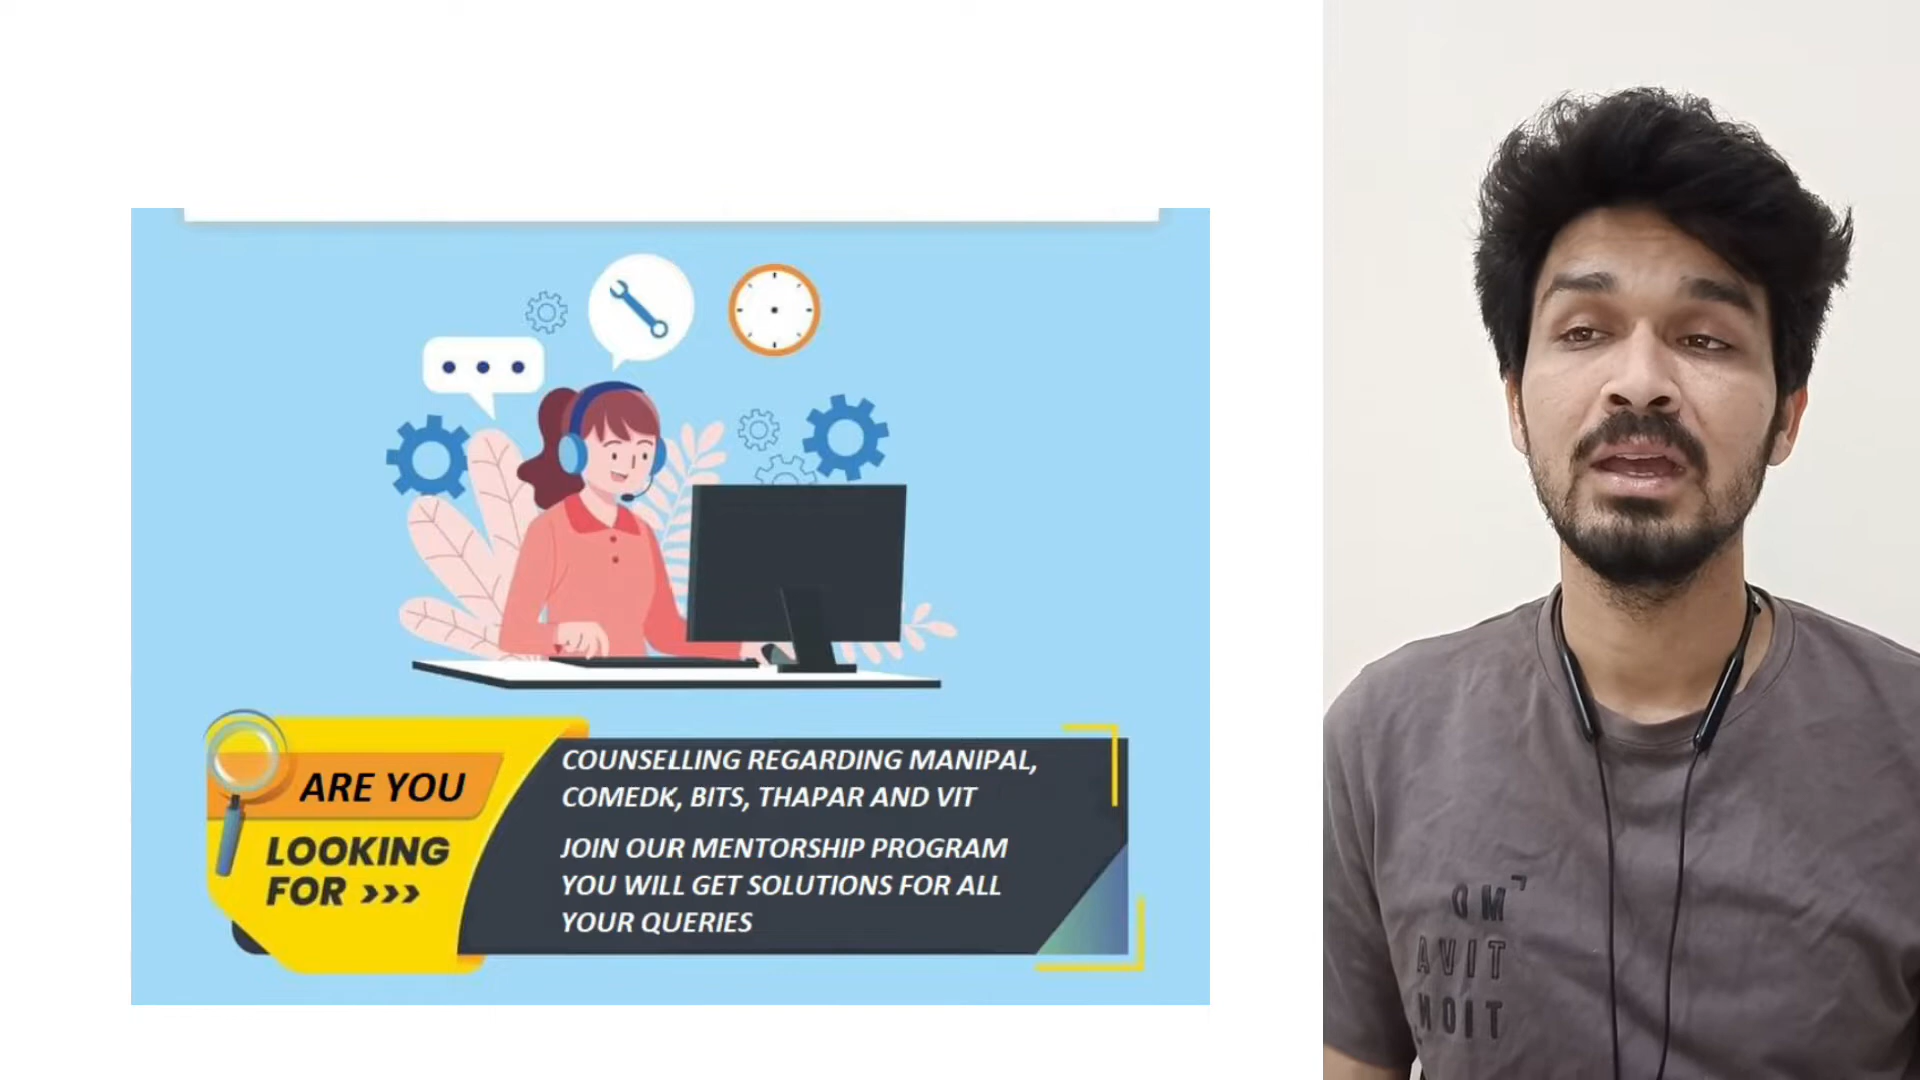 ARE YOU
LOOKING
FOR >>>
COUNSELLING REGARDING MANIPAL,
COMEDK, BITS, THAPAR AND VIT
JOIN OUR MENTORSHIP PROGRAM
YOU WILL GET SOLUTIONS FOR ALL
YOUR QUERIES